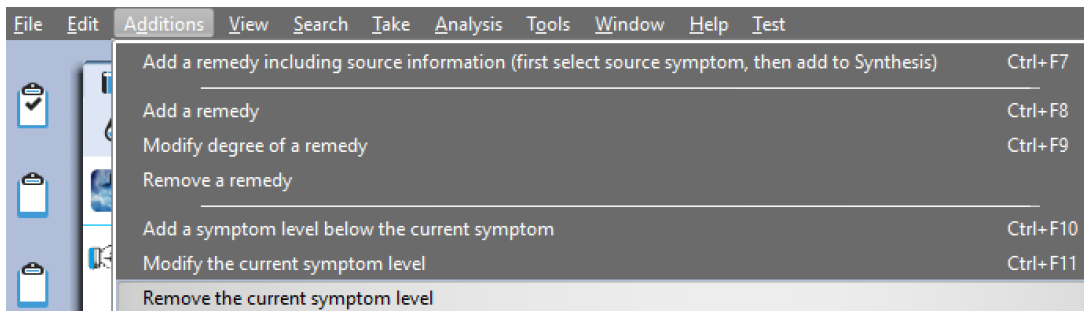 File Edit Additions View Search Take Analysis Tools Window Help Test
Add a remedy including source information (first select source symptom, then add to Synthesis) Ctrl+F7
Add a remedy Ctrl+F8
Modify degree of a remedy Ctrl+F9
Remove a remedy
Add a symptom level below the current symptom Ctrl+F10
Modify the current symptom level Ctrl+F11
Remove the current symptom level